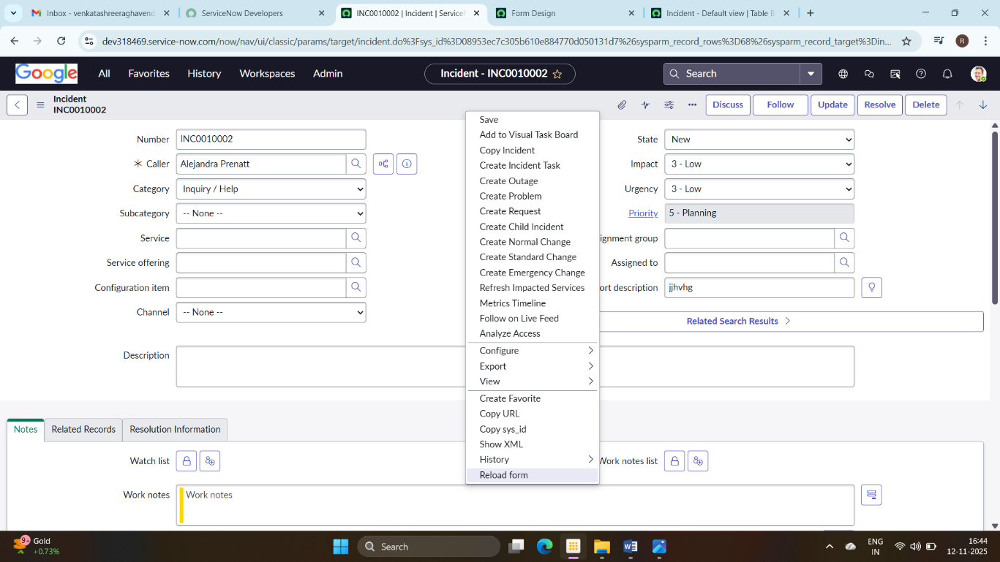 Inbox - venkatashreeraghavend
ServiceNow Developers
INC0010002 | Incident | Service
Form Design
Incident - Default view | Table B
dev318469.service-now.com/now/nav/ui/classic/params/target/incident.do%3Fsys_id%3D08953ec7c305b610e884770d050131d7%26sysparm_record_rows%3D68%26sysparm_record_target%3Din...
R
Google
All
Favorites
History
Workspaces
Admin
Incident - INC0010002
Search
Incident
INC0010002
Discuss
Follow
Update
Resolve
Delete
Number
INC0010002
Caller
Alejandra Prenatt
Category
Inquiry / Help
Subcategory
-- None --
Service
Service offering
Configuration item
Channel
-- None --
Description
Save
Add to Visual Task Board
Copy Incident
Create Incident Task
Create Outage
Create Problem
Create Request
Create Child Incident
Create Normal Change
Create Standard Change
Create Emergency Change
Refresh Impacted Services
Metrics Timeline
Follow on Live Feed
Analyze Access
Configure
Export
View
Create Favorite
Copy URL
Copy sys_id
Show XML
History
Reload form
State
New
Impact
3 - Low
Urgency
3 - Low
Priority
5 - Planning
ignment group
Assigned to
ort description
jjhvhg
Related Search Results
Notes
Related Records
Resolution Information
Watch list
Work notes list
Work notes
Work notes
9+
Gold
+0.73%
Search
ENG
IN
16:44
12-11-2025